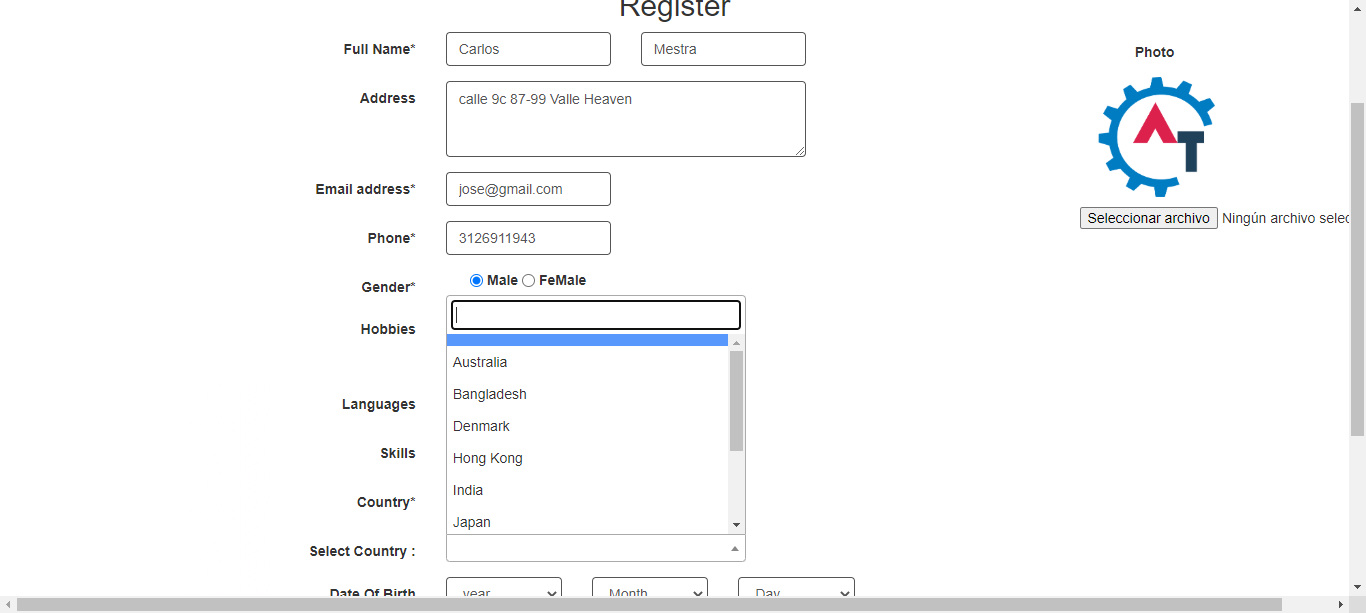 Register
Full Name* Carlos Mestra
Photo
Address calle 9c 87-99 Valle Heaven
AT
Email address* jose@gmail.com
Seleccionar archivo Ningún archivo selec
Phone* 3126911943
Gender* Male FeMale
Hobbies
Australia
Bangladesh
Languages
Denmark
Skills
Hong Kong
India
Country*
Japan
Select Country :
Date Of Birth year Month Day